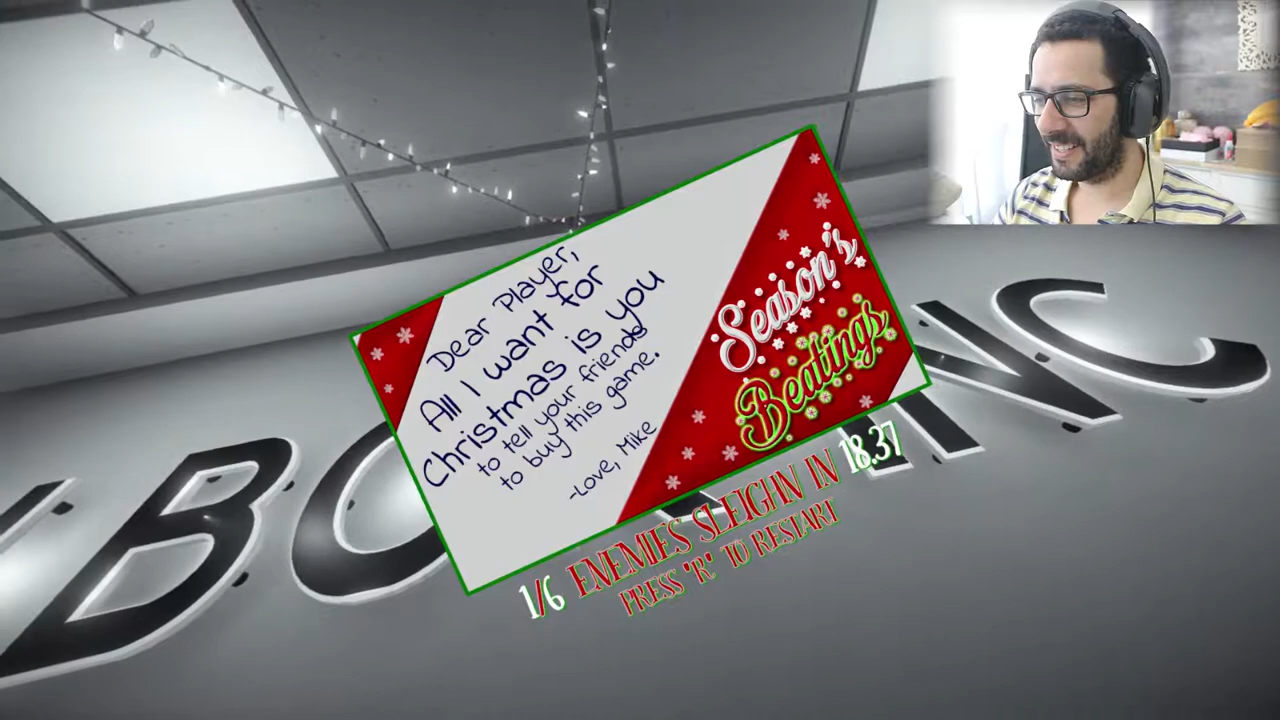 Dear Player,
All I want for
Christmas is you
to tell your friends
to buy this game.
-Love, Mike
Season's
Beatings
1/6 ENEMIES SLEIGHN IN 18.37
PRESS 'R' TO RESTART